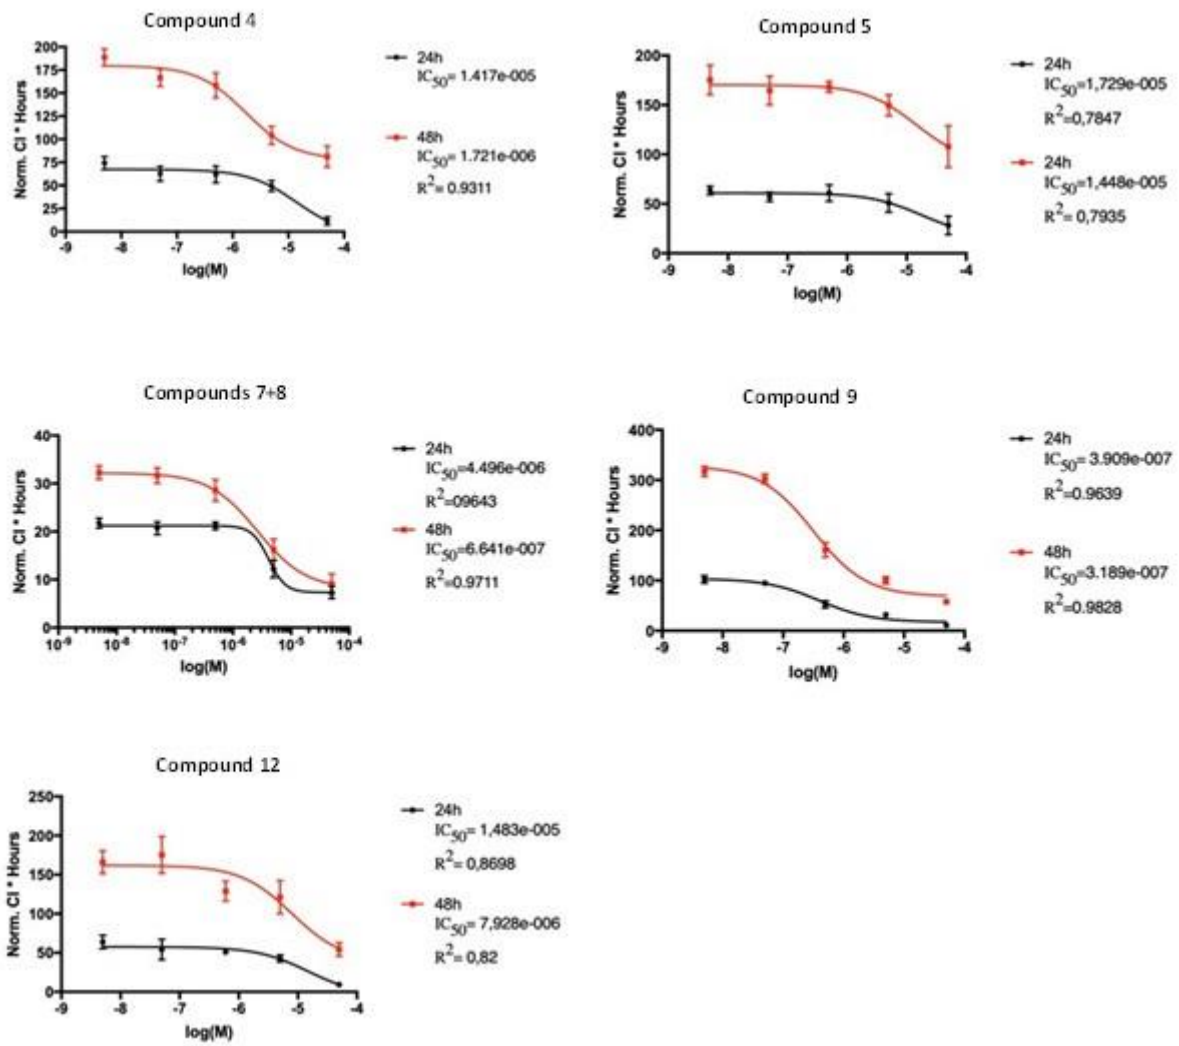 Compound 4
200
175
150
125
100
75
50
25
0
-9 -8 -7 -6 -5 -4
Norm. CI * Hours
log(M)
24h
IC50= 1.417e-005
48h
IC50= 1.721e-006
R2= 0.9311
Compound 5
200
150
100
50
0
-9 -8 -7 -6 -5 -4
Norm. CI * Hours
log(M)
24h
IC50=1,729e-005
R2=0,7847
24h
IC50=1,448e-005
R2= 0,7935
Compounds 7+8
40
30
20
10
0
10-9 10-8 10-7 10-6 10-5 10-4
Norm. CI * Hours
log(M)
24h
IC50=4.496e-006
R2=09643
48h
IC50=6.641e-007
R2=0.9711
Compound 9
400
300
200
100
0
-9 -8 -7 -6 -5 -4
Norm. CI * Hours
log(M)
24h
IC50= 3.909e-007
R2=0.9639
48h
IC50=3.189e-007
R2=0.9828
Compound 12
250
200
150
100
50
0
-9 -8 -7 -6 -5 -4
Norm. CI * Hours
log(M)
24h
IC50= 1,483e-005
R2= 0,8698
48h
IC50= 7,928e-006
R2= 0,82